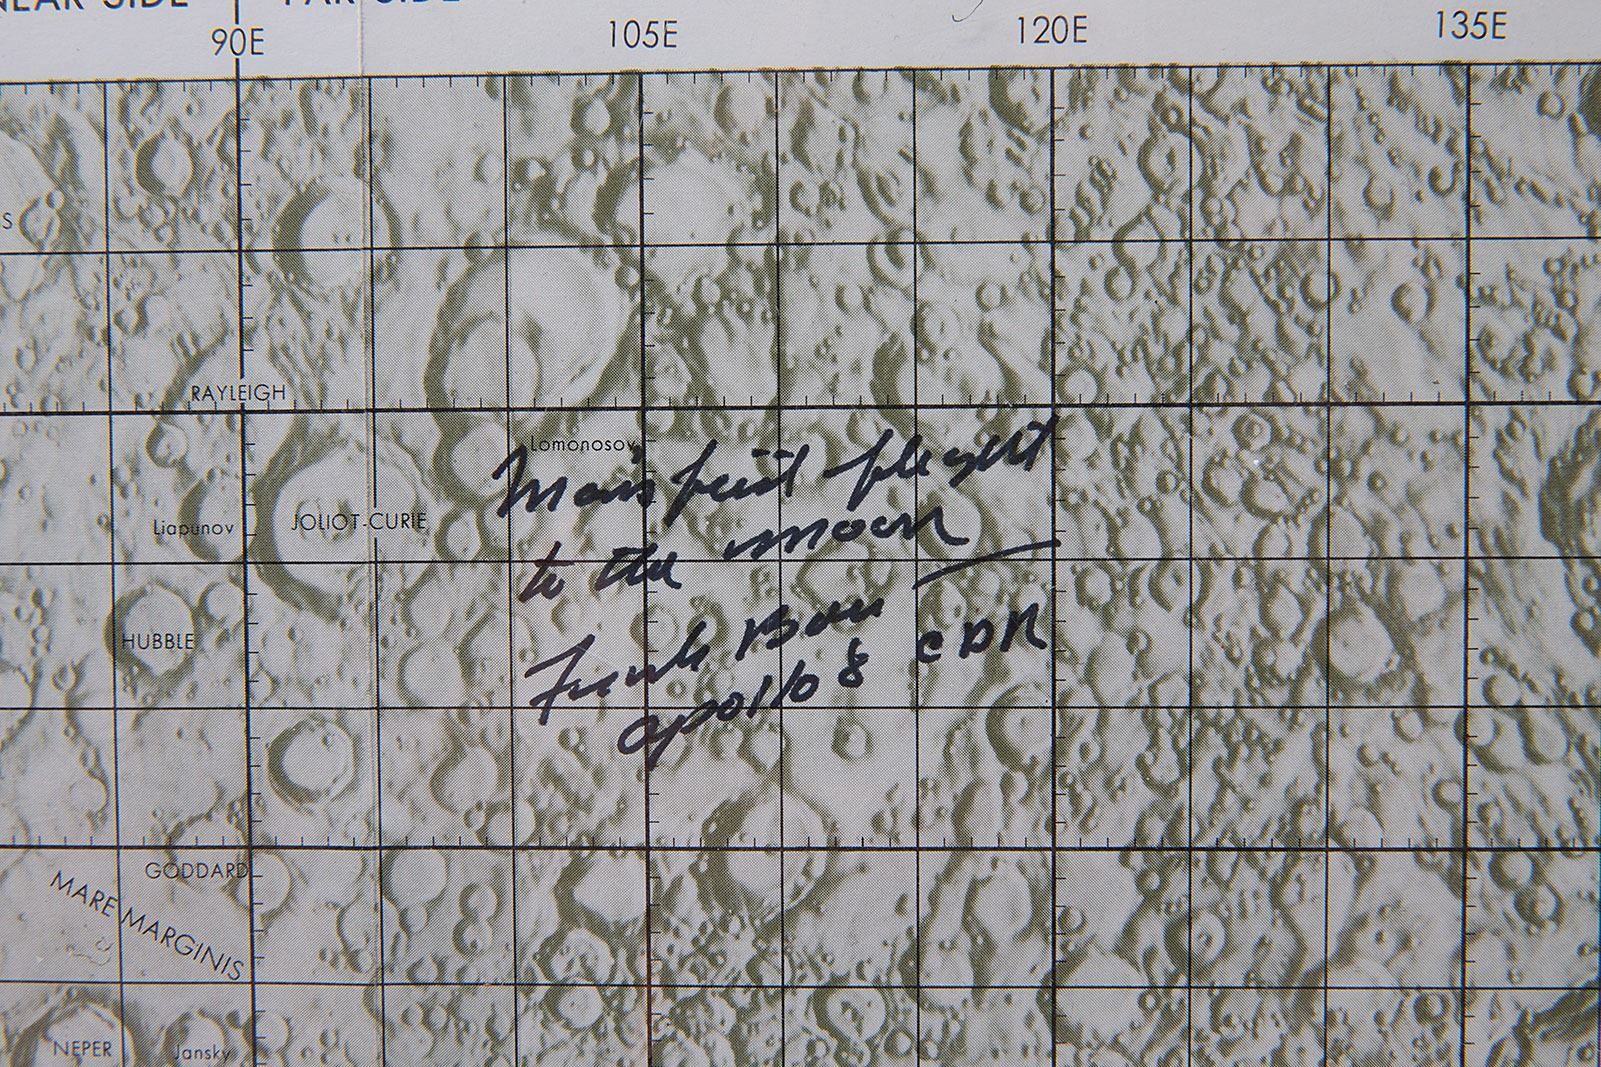 NEAR SIDE FAR SIDE
90E 105E 120E 135E
S
RAYLEIGH
Lomonosov
Man's first flight
Liapunov JOLIOT-CURIE
to the moon
HUBBLE
Frank Borman
Apollo 8 CDR
GODDARD
MARE MARGINIS
NEPER Jansky